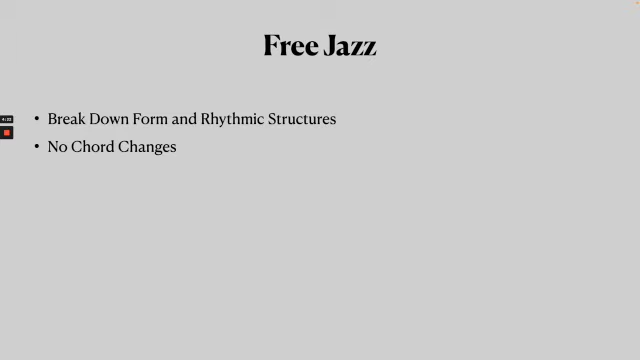 Free Jazz
• Break Down Form and Rhythmic Structures
• No Chord Changes